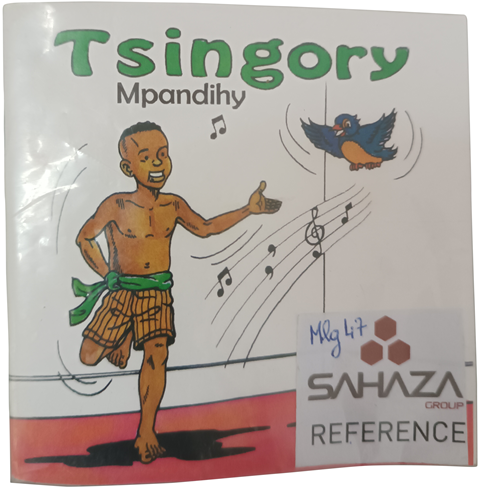 Tsingory
Mpandihy
Mlg 47
SAHAZA
GROUP
REFERENCE